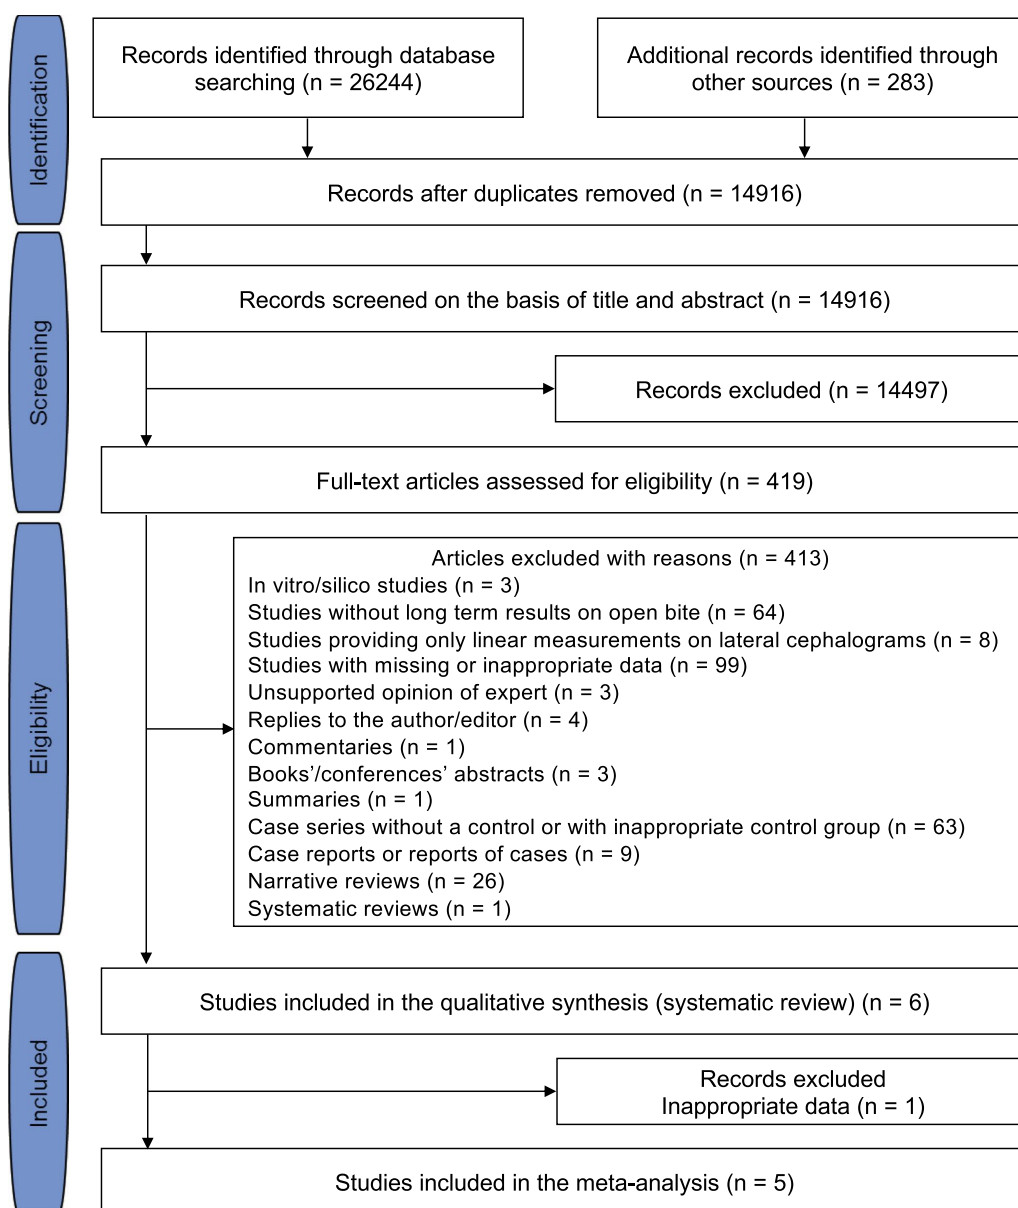 Identification
Records identified through database
searching (n = 26244)
Additional records identified through
other sources (n = 283)
Records after duplicates removed (n = 14916)
Screening
Records screened on the basis of title and abstract (n = 14916)
Records excluded (n = 14497)
Full-text articles assessed for eligibility (n = 419)
Eligibility
Articles excluded with reasons (n = 413)
In vitro/silico studies (n = 3)
Studies without long term results on open bite (n = 64)
Studies providing only linear measurements on lateral cephalograms (n = 8)
Studies with missing or inappropriate data (n = 99)
Unsupported opinion of expert (n = 3)
Replies to the author/editor (n = 4)
Commentaries (n = 1)
Books’/conferences’ abstracts (n = 3)
Summaries (n = 1)
Case series without a control or with inappropriate control group (n = 63)
Case reports or reports of cases (n = 9)
Narrative reviews (n = 26)
Systematic reviews (n = 1)
Included
Studies included in the qualitative synthesis (systematic review) (n = 6)
Records excluded
Inappropriate data (n = 1)
Studies included in the meta-analysis (n = 5)